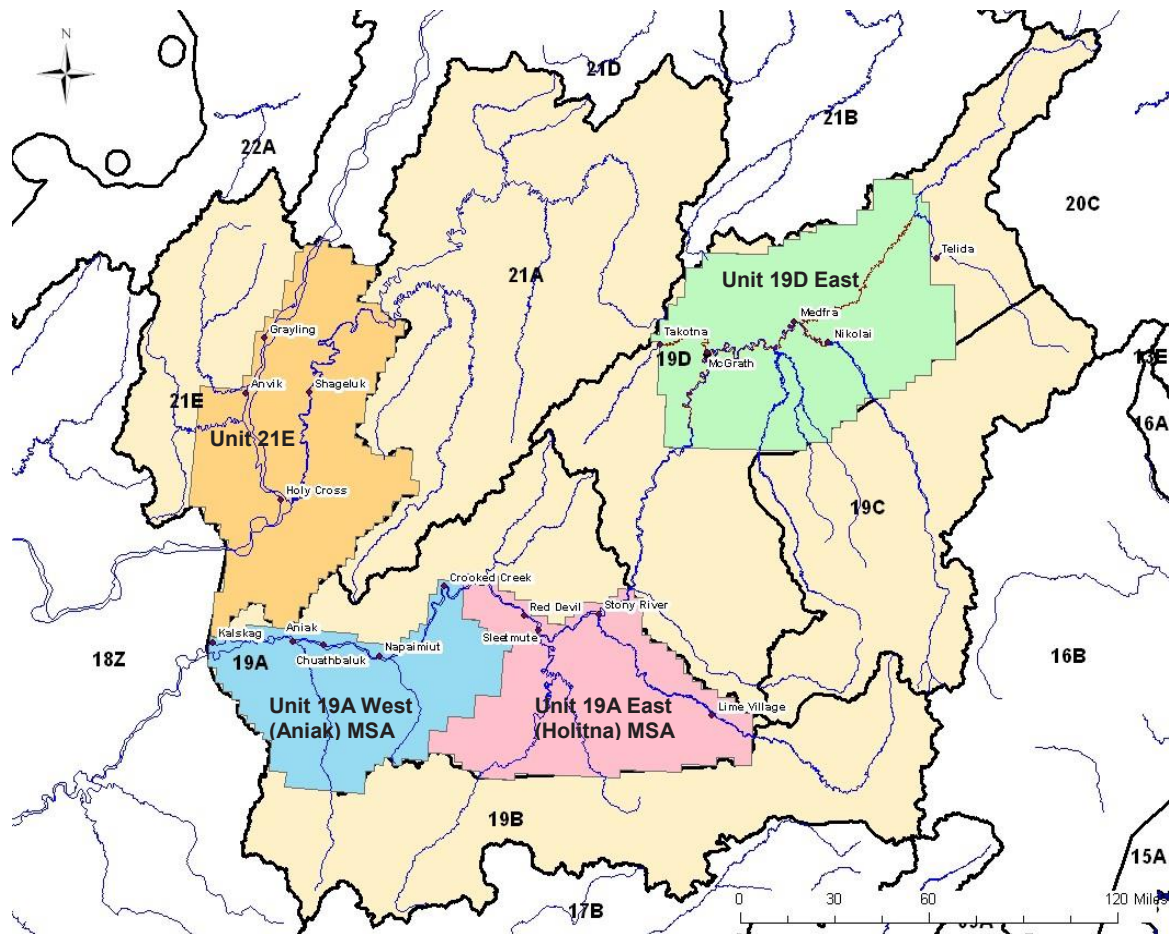 N
21D
21B
22A
20C
Telida
Unit 19D East
21A
Medfra
Grayling
Takotna
Nikolai
19D
McGrath
13E
Anvik
Shageluk
21E
16A
Unit 21E
Holy Cross
19C
Crooked Creek
Red Devil
Stony River
Kalskag
Aniak
Sleetmute
Napaimiut
Chuathbaluk
18Z
19A
16B
Unit 19A West
(Aniak) MSA
Unit 19A East
(Holitna) MSA
Lime Village
19B
15A
17B
0
30
60
120 Miles